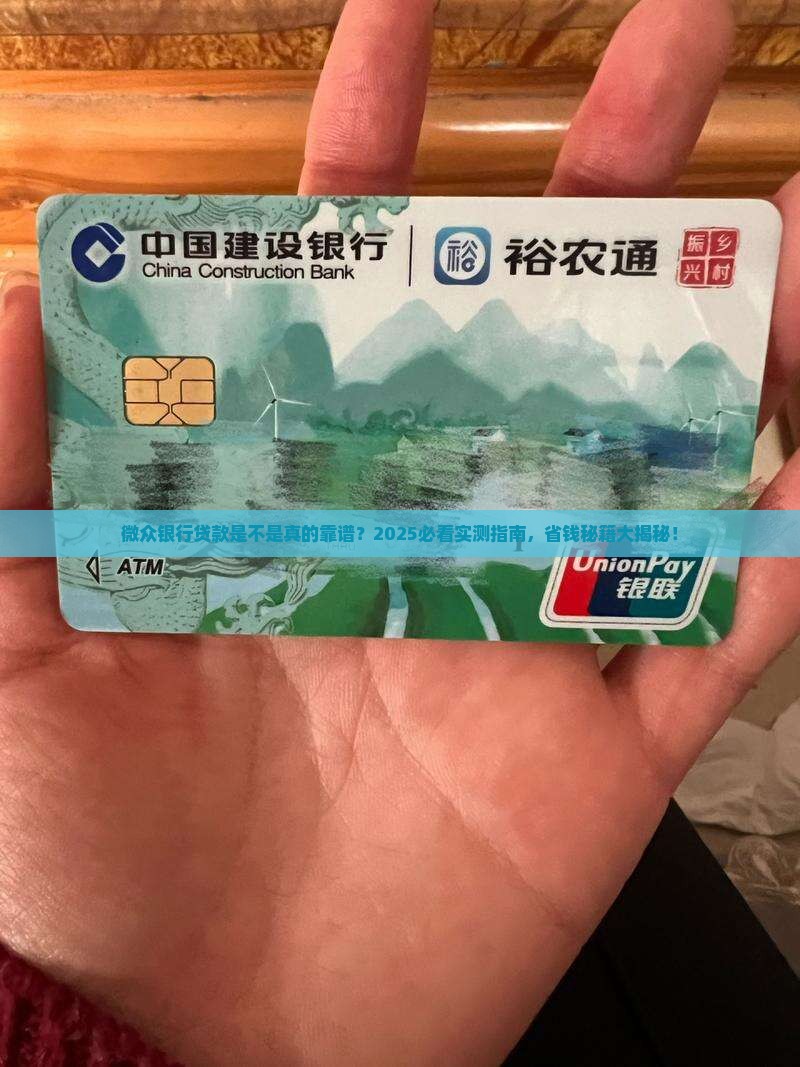 中国建设银行
China Construction Bank
裕
裕农通
振乡
兴村
微众银行贷款是不是真的靠谱？2025必看实测指南，省钱秘籍大揭秘！
ATM
UnionPay
银联